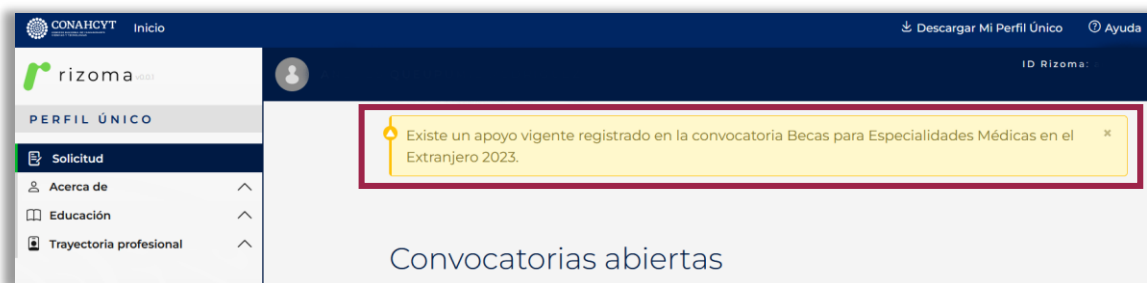 CONAHCYT Inicio Descargar Mi Perfil Único Ayuda
rizoma
ID Rizoma:
PERFIL ÚNICO
Existe un apoyo vigente registrado en la convocatoria Becas para Especialidades Médicas en el
Extranjero 2023.
Solicitud
Acerca de
Educación
Trayectoria profesional
Convocatorias abiertas